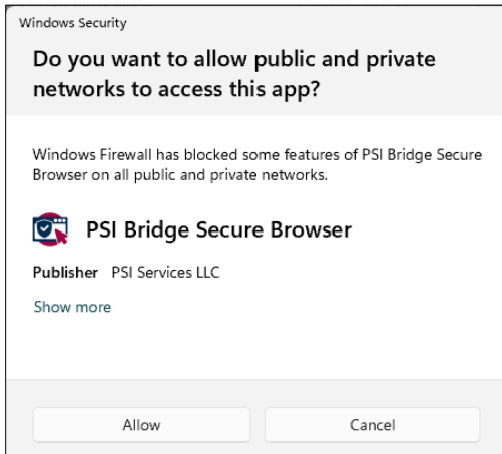 Windows Security
Do you want to allow public and private
networks to access this app?
Windows Firewall has blocked some features of PSI Bridge Secure
Browser on all public and private networks.
PSI Bridge Secure Browser
Publisher PSI Services LLC
Show more
Allow
Cancel